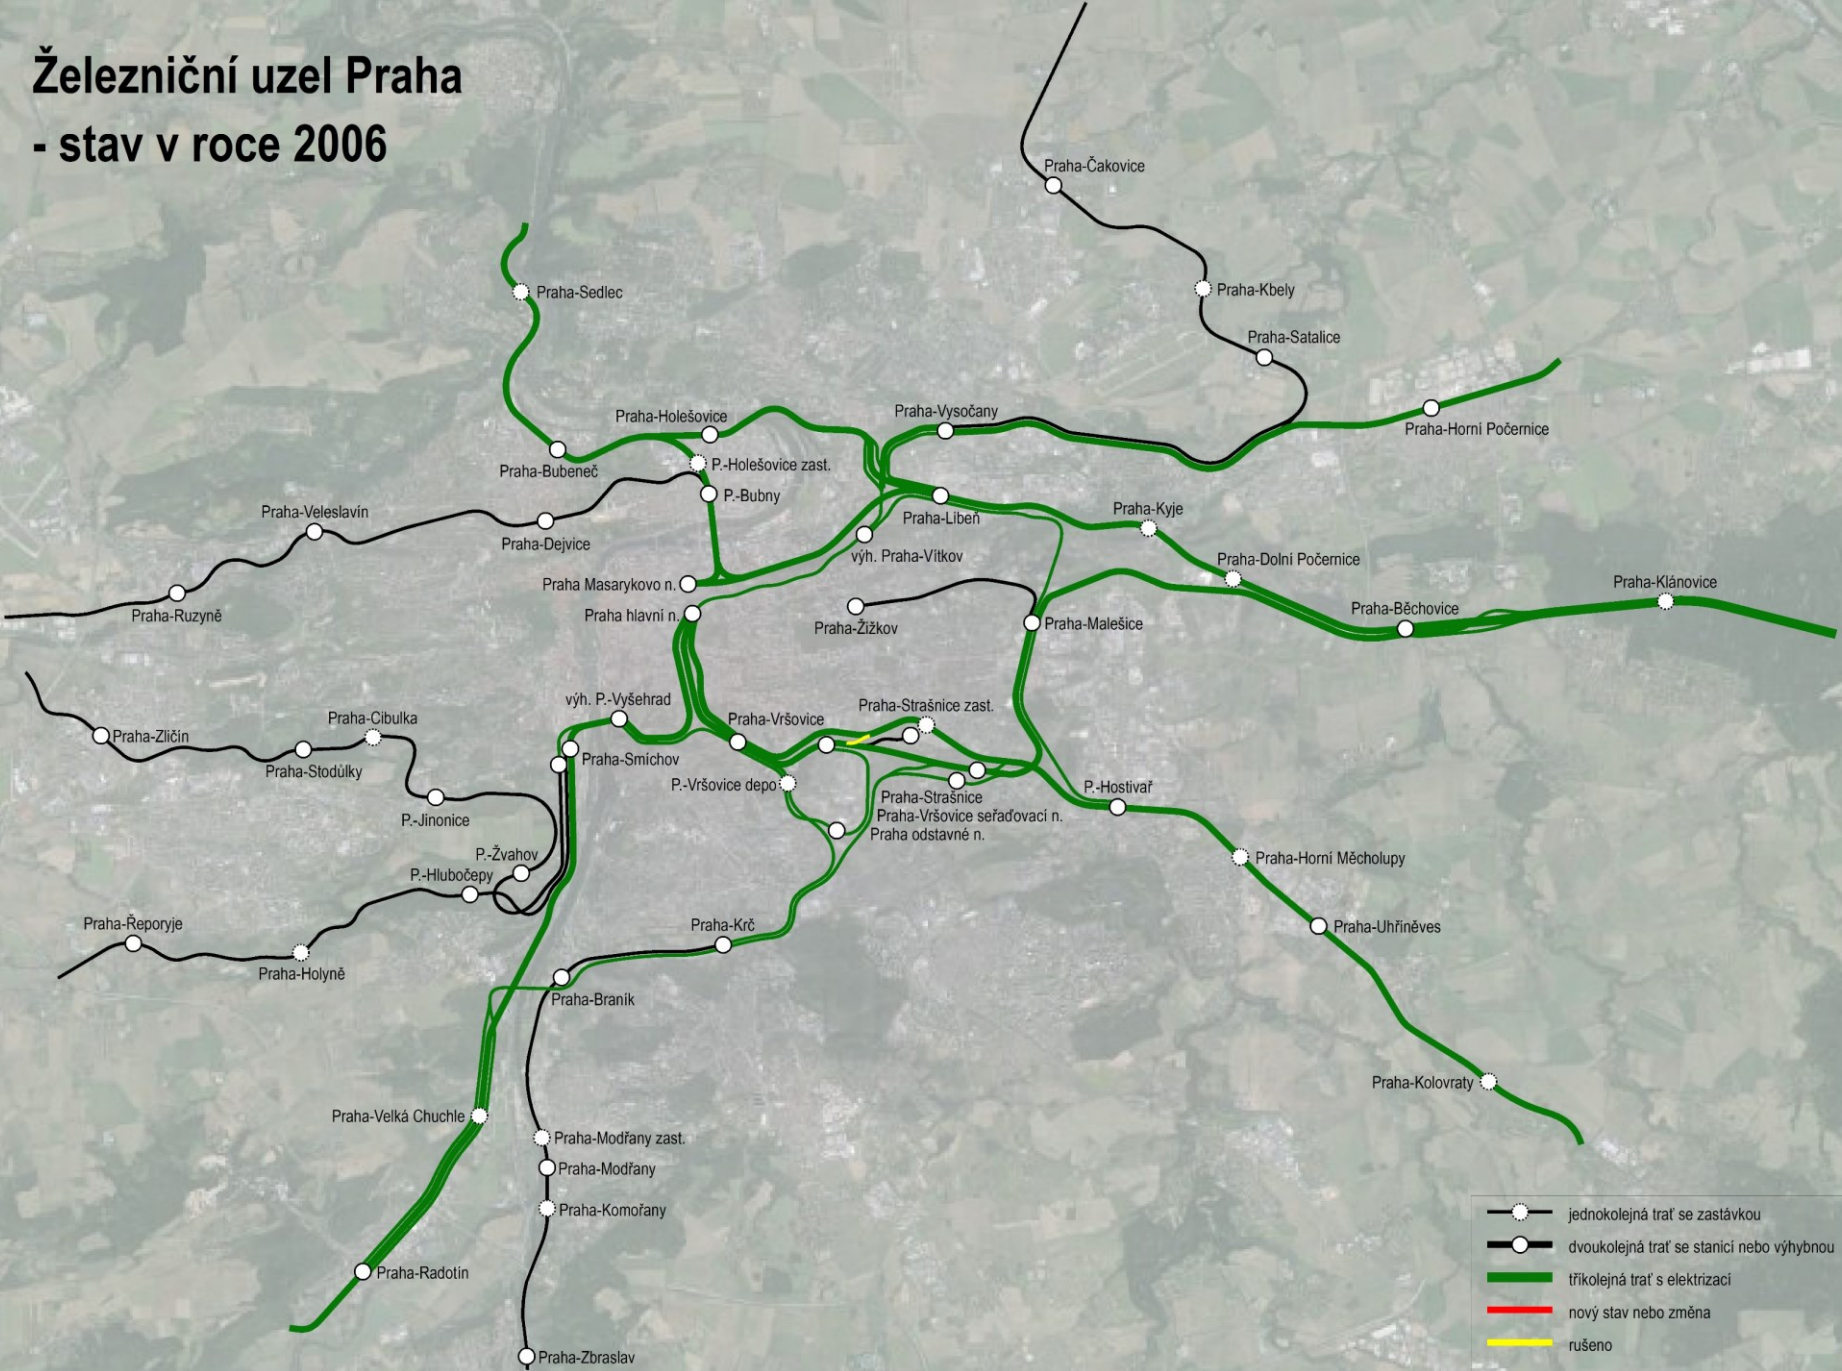 Železniční uzel Praha
- stav v roce 2006
Praha-Čakovice
Praha-Kbely
Praha-Sedlec
Praha-Satalice
Praha-Holešovice
Praha-Vysočany
Praha-Horní Počernice
P.-Holešovice zast.
Praha-Bubeneč
P.-Bubny
Praha-Veleslavín
Praha-Kyje
Praha-Libeň
Praha-Dejvice
výh. Praha-Vítkov
Praha-Dolní Počernice
Praha Masarykovo n.
Praha-Klánovice
Praha-Běchovice
Praha-Ruzyně
Praha hlavní n.
Praha-Žižkov
Praha-Malešice
výh. P.-Vyšehrad
Praha-Strašnice zast.
Praha-Cibulka
Praha-Vršovice
Praha-Zličín
Praha-Stodůlky
Praha-Smíchov
P.-Vršovice depo
P.-Hostivař
Praha-Strašnice
Praha-Vršovice seřaďovací n.
Praha odstavné n.
P.-Jinonice
P.-Žvahov
P.-Hlubočepy
Praha-Horní Měcholupy
Praha-Řeporyje
Praha-Krč
Praha-Uhříněves
Praha-Holyně
Praha-Braník
Praha-Kolovraty
Praha-Velká Chuchle
Praha-Modřany zast.
Praha-Modřany
Praha-Komořany
Praha-Radotín
Praha-Zbraslav
jednokolejná trať se zastávkou
dvoukolejná trať se stanicí nebo výhybnou
tříkolejná trať s elektrizací
nový stav nebo změna
rušeno